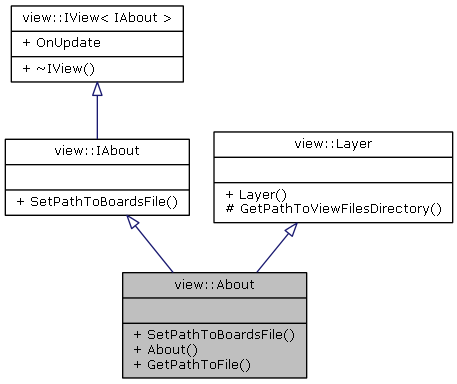 view::IView< IAbout >
+ OnUpdate
+ ~IView()
view::IAbout
+ SetPathToBoardsFile()
view::Layer
+ Layer()
# GetPathToViewFilesDirectory()
view::About
+ SetPathToBoardsFile()
+ About()
+ GetPathToFile()